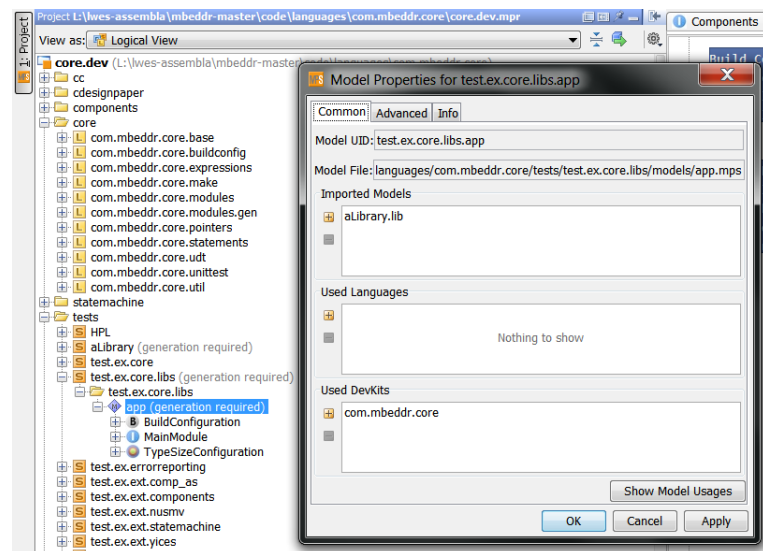 1: Project
Project L:\lwes-assembla\mbeddr-master\code\languages\com.mbeddr.core\core.dev.mpr
View as: Logical View
core.dev (L:\lwes-assembla\mbeddr-master\code\languages\com.mbeddr.core)
cc
cdesignpaper
components
core
com.mbeddr.core.base
com.mbeddr.core.buildconfig
com.mbeddr.core.expressions
com.mbeddr.core.make
com.mbeddr.core.modules
com.mbeddr.core.modules.gen
com.mbeddr.core.pointers
com.mbeddr.core.statements
com.mbeddr.core.udt
com.mbeddr.core.unittest
com.mbeddr.core.util
statemachine
tests
HPL
aLibrary (generation required)
test.ex.core
test.ex.core.libs (generation required)
test.ex.core.libs
app (generation required)
BuildConfiguration
MainModule
TypeSizeConfiguration
test.ex.errorreporting
test.ex.ext.comp_as
test.ex.ext.components
test.ex.ext.nusmv
test.ex.ext.statemachine
test.ex.ext.yices
Components
Build
Model Properties for test.ex.core.libs.app
Common Advanced Info
Model UID: test.ex.core.libs.app
Model File: languages/com.mbeddr.core/tests/test.ex.core.libs/models/app.mps
Imported Models
aLibrary.lib
Used Languages
Nothing to show
Used DevKits
com.mbeddr.core
Show Model Usages
OK Cancel Apply